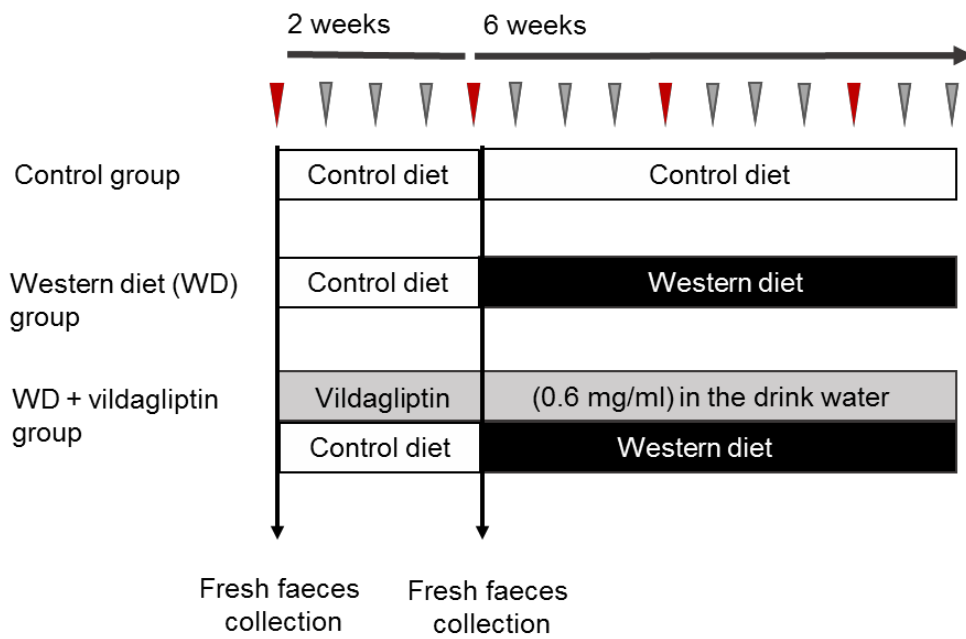 2 weeks
6 weeks
Control group
Control diet
Control diet
Western diet (WD)
group
Control diet
Western diet
WD + vildagliptin
group
Vildagliptin
(0.6 mg/ml) in the drink water
Control diet
Western diet
Fresh faeces
collection
Fresh faeces
collection